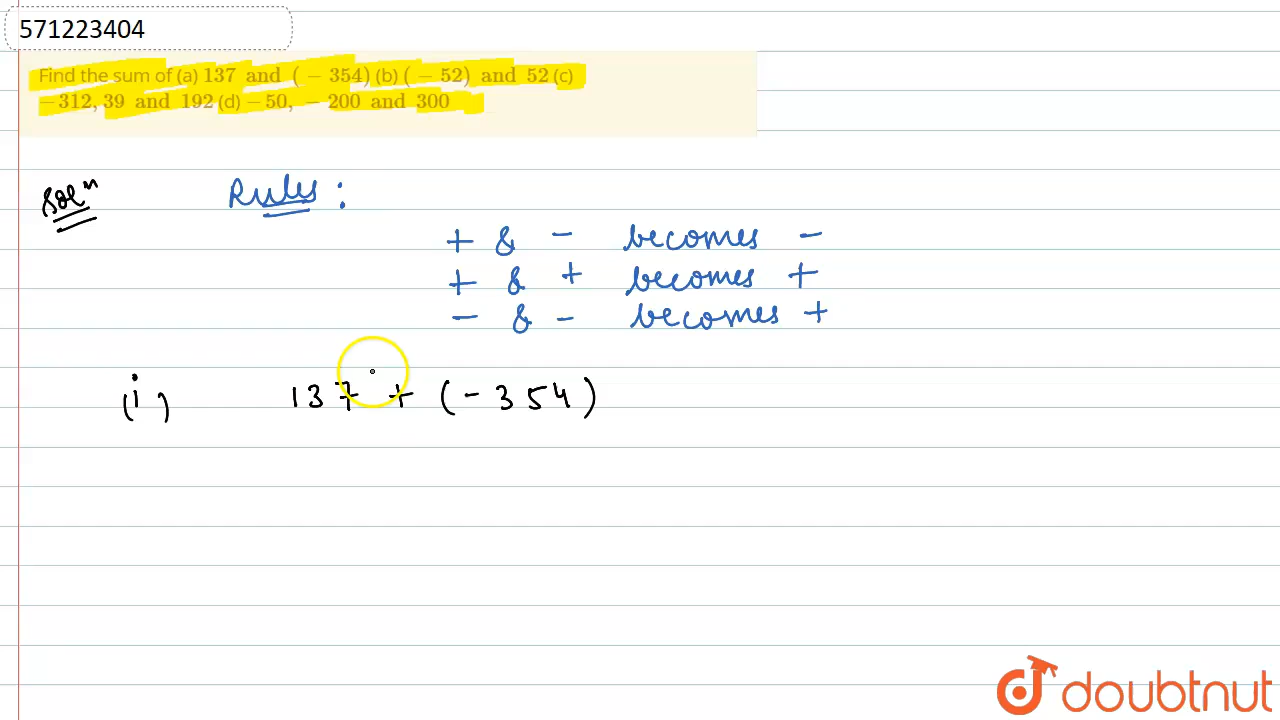 571223404
Find the sum of (a) 137 and (−354) (b) (−52) and 52 (c)
−312, 39 and 192 (d) −50, −200 and 300
Solⁿ
Rules:
+ & - becomes -
+ & + becomes +
- & - becomes +
(i) 137 + (-354)
doubtnut